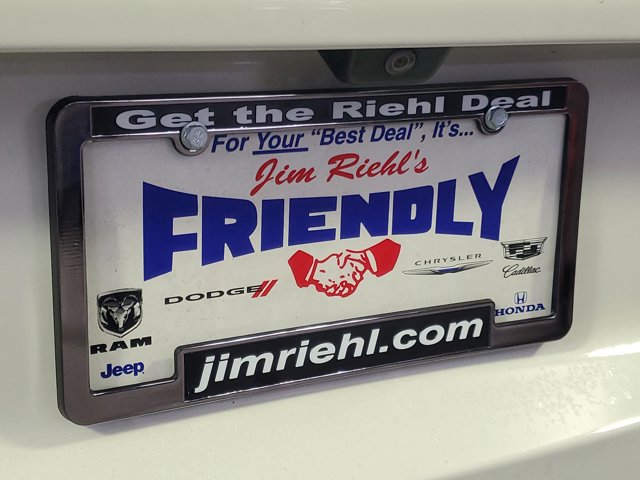 Get the Riehl Deal
For Your "Best Deal", It's...
Jim Riehl's
FRIENDLY
DODGE
CHRYSLER
Cadillac
RAM
HONDA
Jeep
jimriehl.com